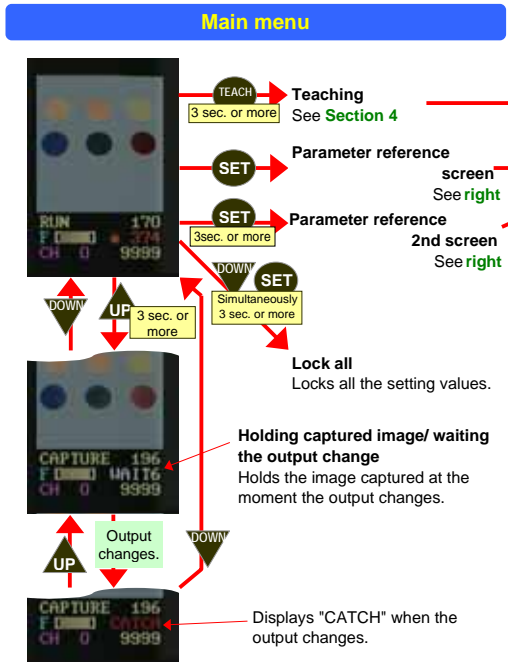 Main menu
TEACH
3 sec. or more
Teaching
See Section 4
SET
Parameter reference
screen
See right
SET
3sec. or more
Parameter reference
2nd screen
See right
RUN 170
F 374
CH 0 9999
DOWN
SET
Simultaneously
3 sec. or more
DOWN
UP
3 sec. or
more
Lock all
Locks all the setting values.
CAPTURE 196
F WAIT6
CH 0 9999
Holding captured image/ waiting
the output change
Holds the image captured at the
moment the output changes.
UP
Output
changes.
DOWN
CAPTURE 196
F CATCH
CH 0 9999
Displays "CATCH" when the
output changes.